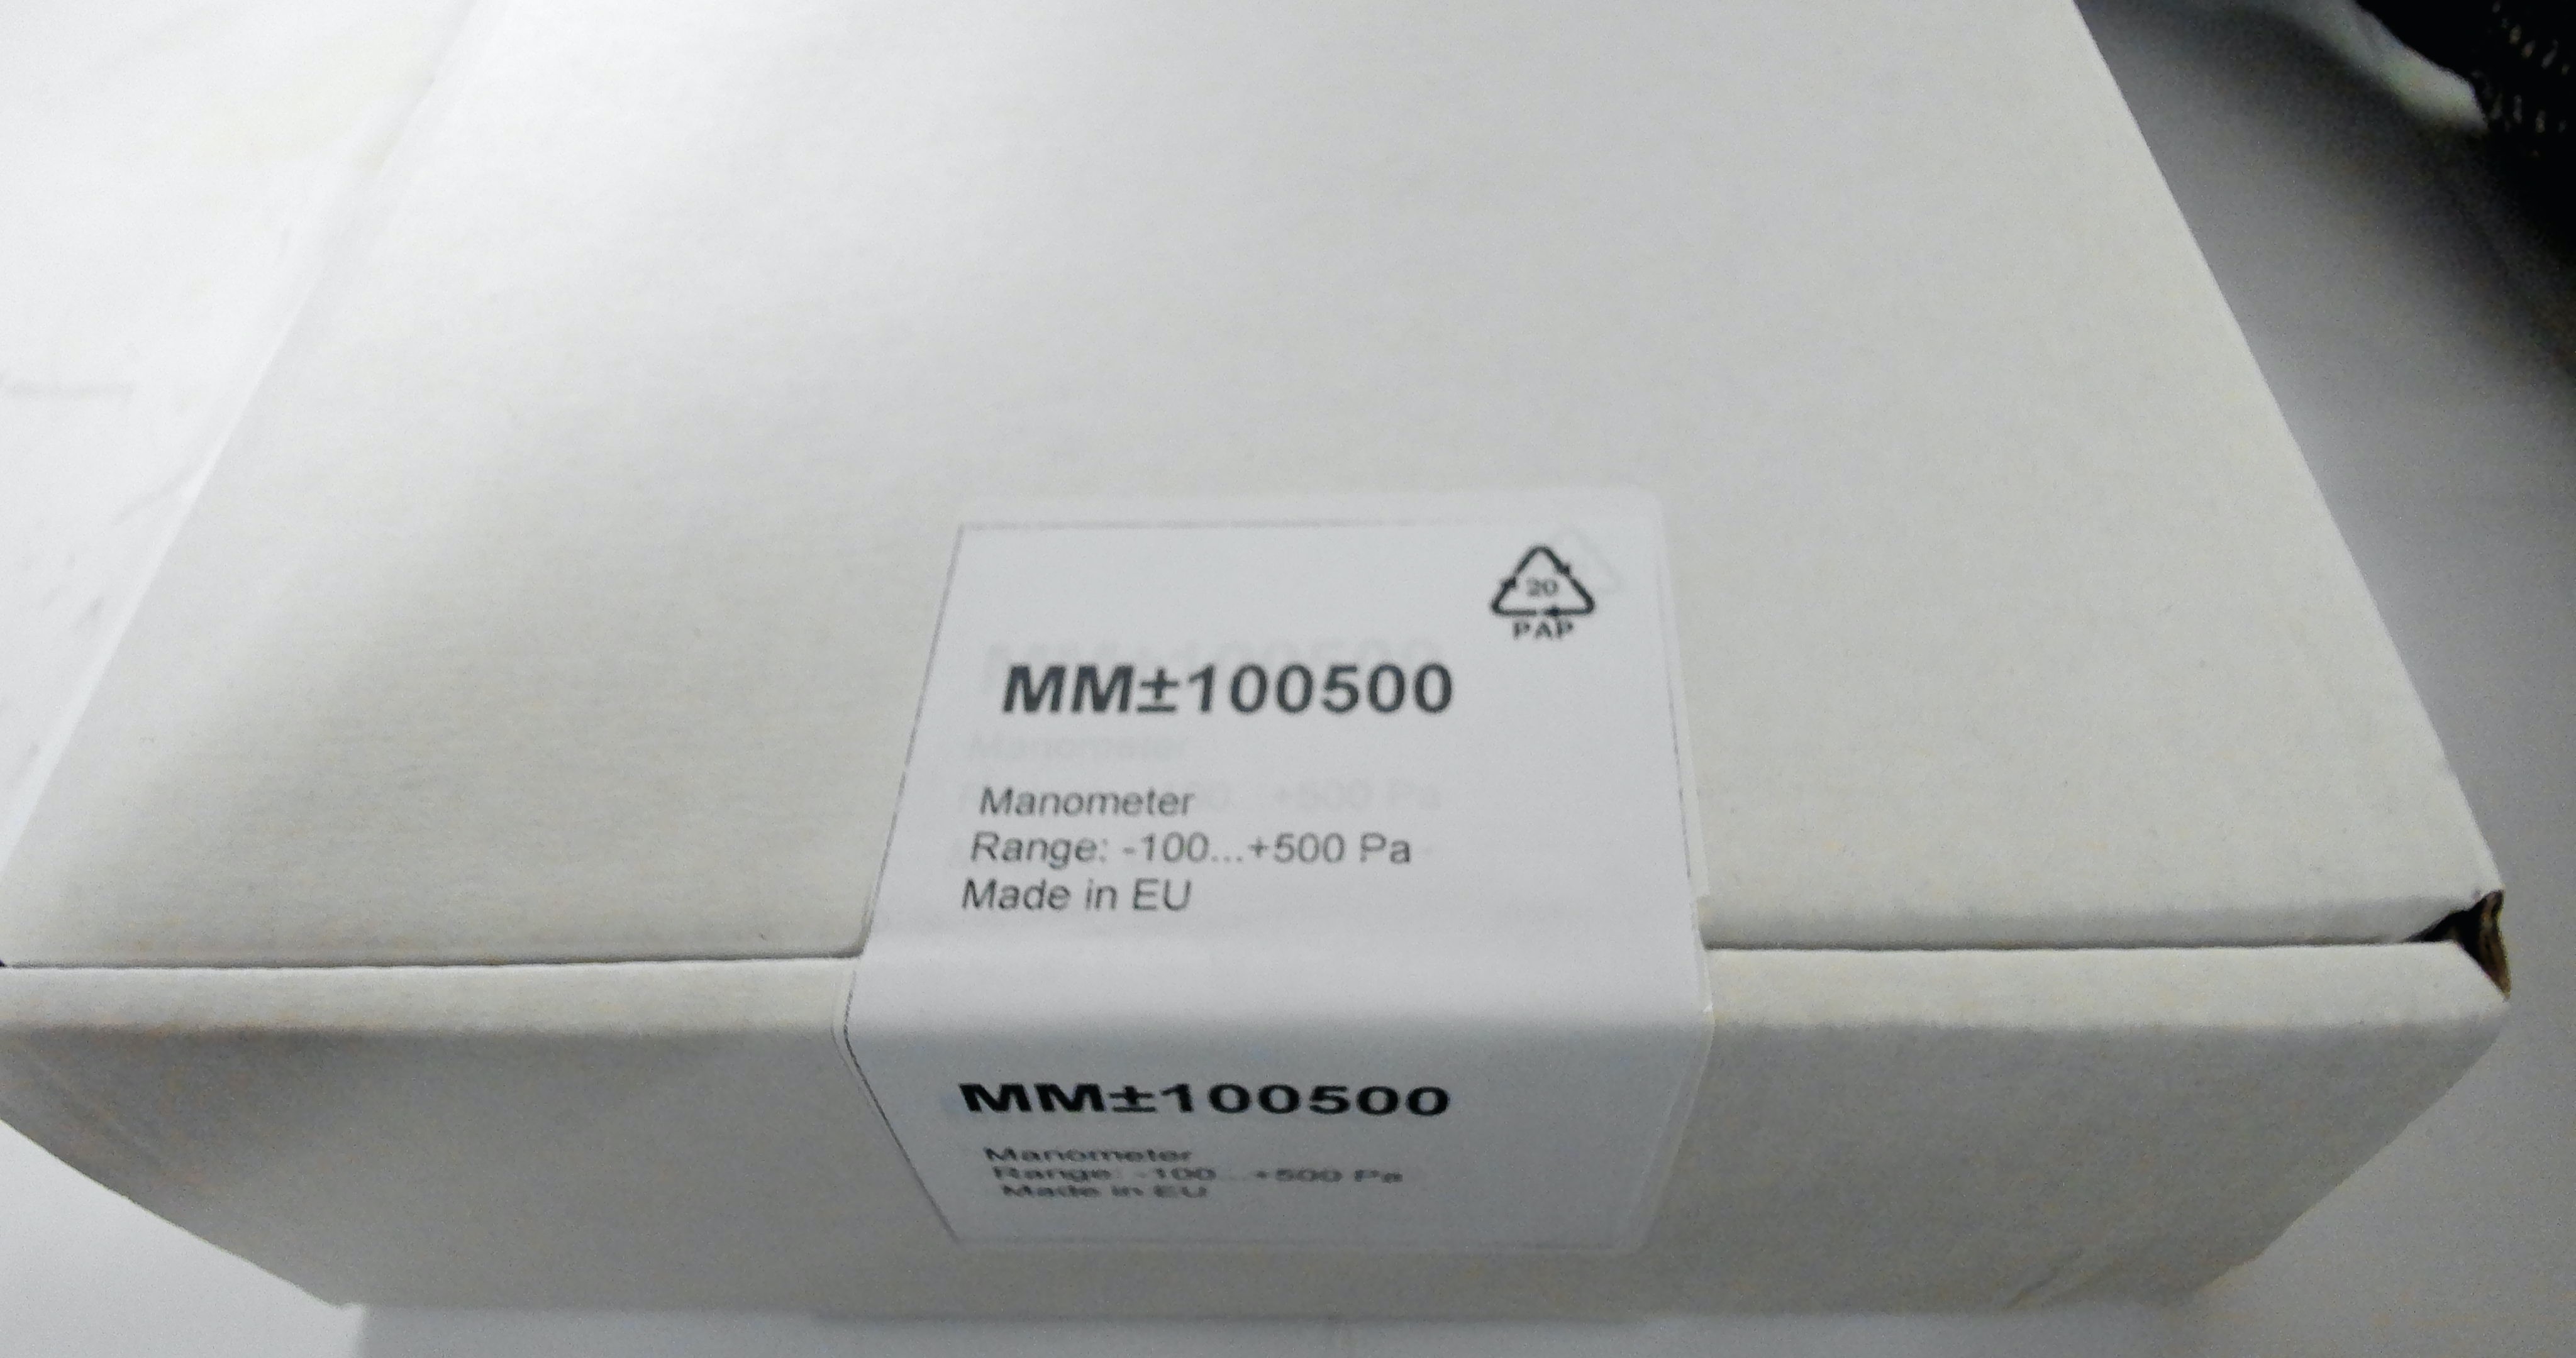 20
PAP
MM±100500
Manometer
Range: -100...+500 Pa
Made in EU
MM±100500
Manometer
Range: -100...+500 Pa
Made in EU